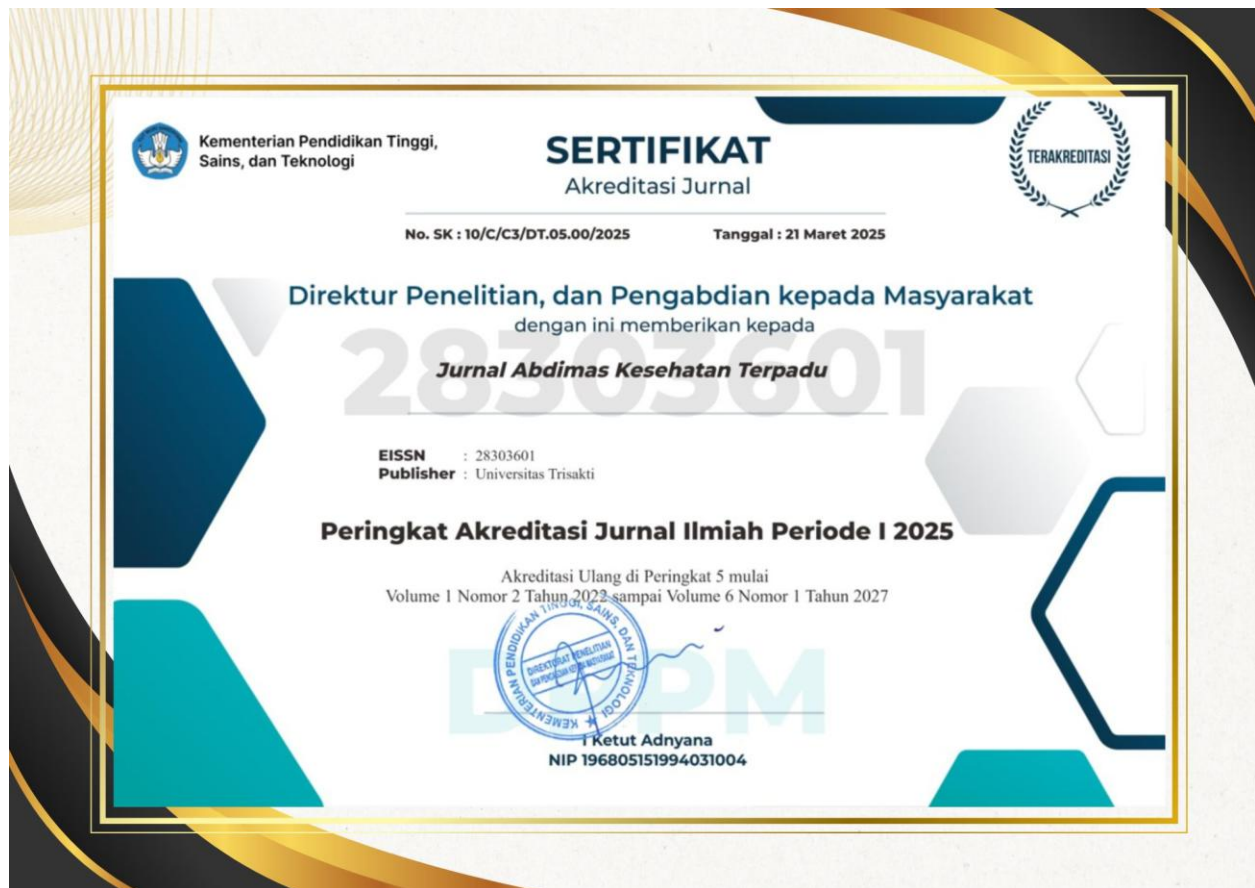 Kementerian Pendidikan Tinggi,
Sains, dan Teknologi
SERTIFIKAT
Akreditasi Jurnal
TERAKREDITASI
No. SK : 10/C/C3/DT.05.00/2025 Tanggal : 21 Maret 2025
Direktur Penelitian, dan Pengabdian kepada Masyarakat
dengan ini memberikan kepada
28303601
Jurnal Abdimas Kesehatan Terpadu
EISSN : 28303601
Publisher : Universitas Trisakti
Peringkat Akreditasi Jurnal Ilmiah Periode I 2025
Akreditasi Ulang di Peringkat 5 mulai
Volume 1 Nomor 2 Tahun 2022 sampai Volume 6 Nomor 1 Tahun 2027
KEMENTERIAN PENDIDIKAN TINGGI, SAINS, DAN TEKNOLOGI
DIREKTORAT PENELITIAN
DAN PENGABDIAN KEPADA MASYARAKAT
I Ketut Adnyana
NIP 196805151994031004